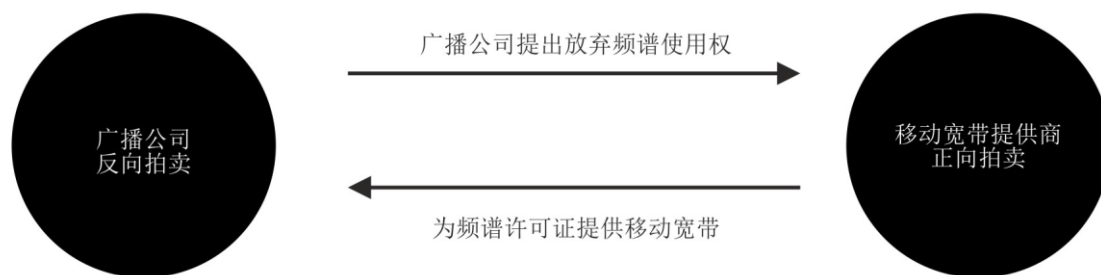 广播公司提出放弃频谱使用权
广播公司
反向拍卖
移动宽带提供商
正向拍卖
为频谱许可证提供移动宽带